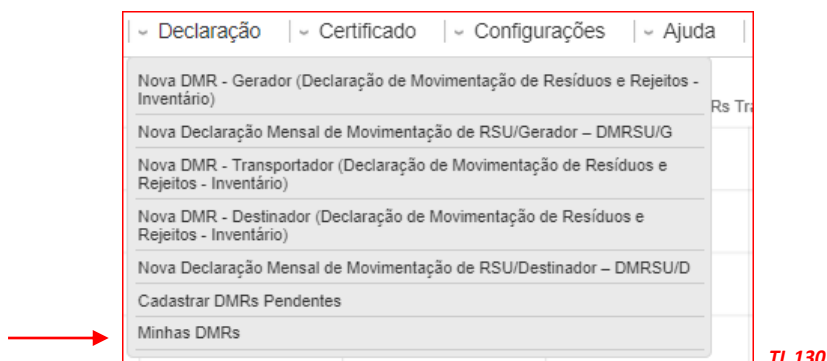 Declaração Certificado Configurações Ajuda
Nova DMR - Gerador (Declaração de Movimentação de Resíduos e Rejeitos -
Inventário)
Rs Tra
Nova Declaração Mensal de Movimentação de RSU/Gerador – DMRSU/G
Nova DMR - Transportador (Declaração de Movimentação de Resíduos e
Rejeitos - Inventário)
Nova DMR - Destinador (Declaração de Movimentação de Resíduos e
Rejeitos - Inventário)
Nova Declaração Mensal de Movimentação de RSU/Destinador – DMRSU/D
Cadastrar DMRs Pendentes
Minhas DMRs
TL 130